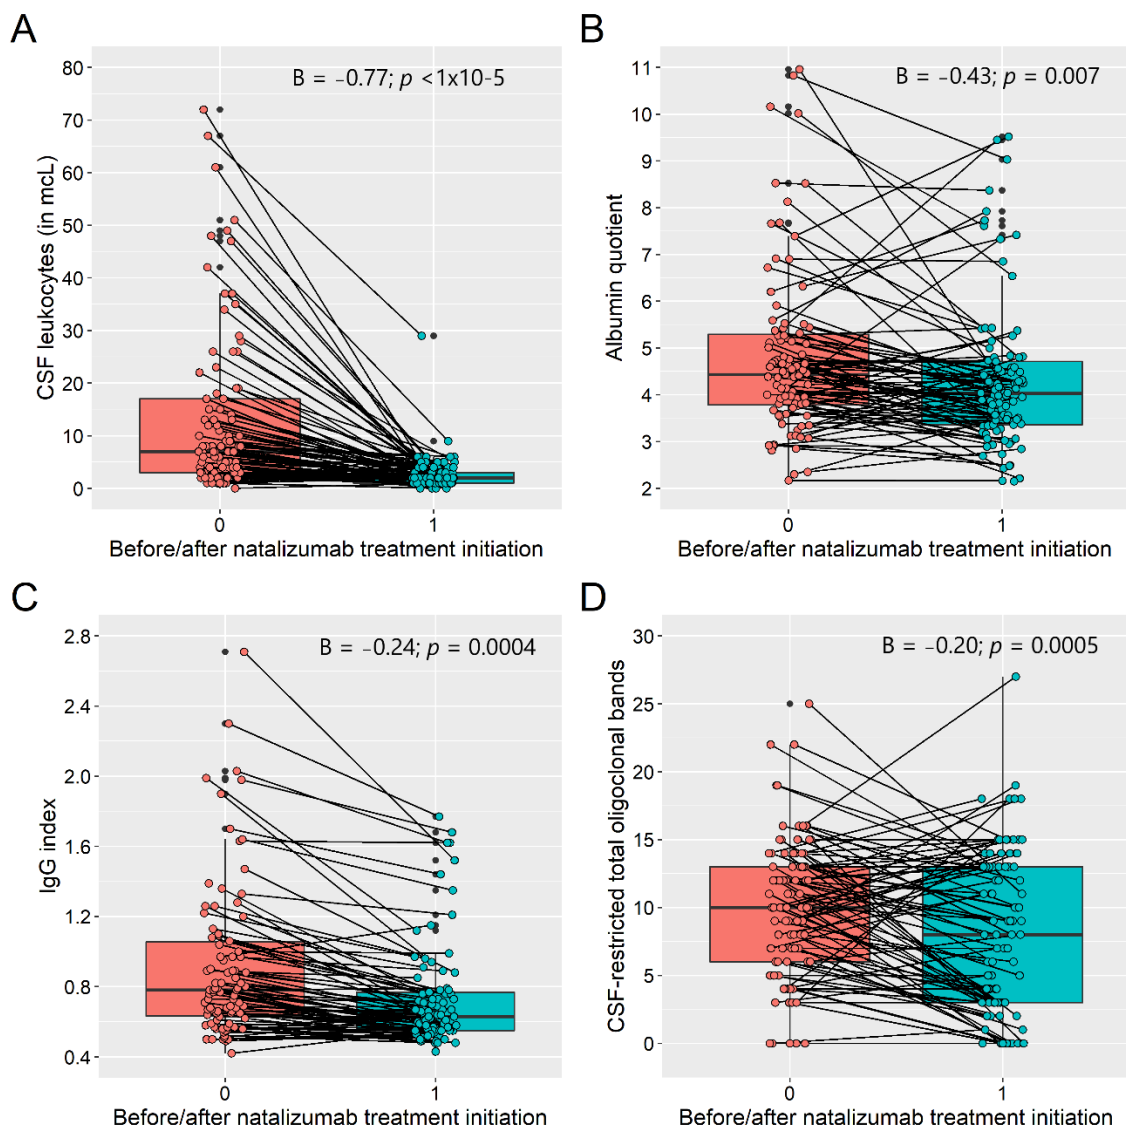 A
B = −0.77; p <1x10-5
CSF leukocytes (in mcL)
80
70
60
50
40
30
20
10
0
0 1
Before/after natalizumab treatment initiation
B
B = −0.43; p = 0.007
Albumin quotient
11
10
9
8
7
6
5
4
3
2
0 1
Before/after natalizumab treatment initiation
C
B = −0.24; p = 0.0004
IgG index
2.8
2.4
2.0
1.6
1.2
0.8
0.4
0 1
Before/after natalizumab treatment initiation
D
B = −0.20; p = 0.0005
CSF-restricted total oligoclonal bands
30
25
20
15
10
5
0
0 1
Before/after natalizumab treatment initiation